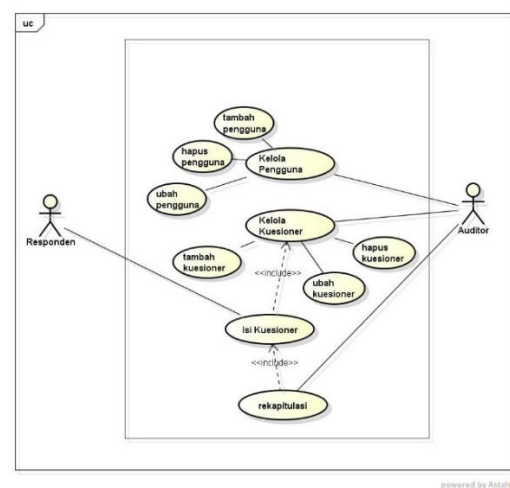 uc
tambah
pengguna
hapus
pengguna
Kelola
Pengguna
ubah
pengguna
Kelola
Kuesioner
Responden
Auditor
tambah
kuesioner
hapus
kuesioner
<<include>>
ubah
kuesioner
Isi Kuesioner
<<include>>
rekapitulasi
powered by Astah